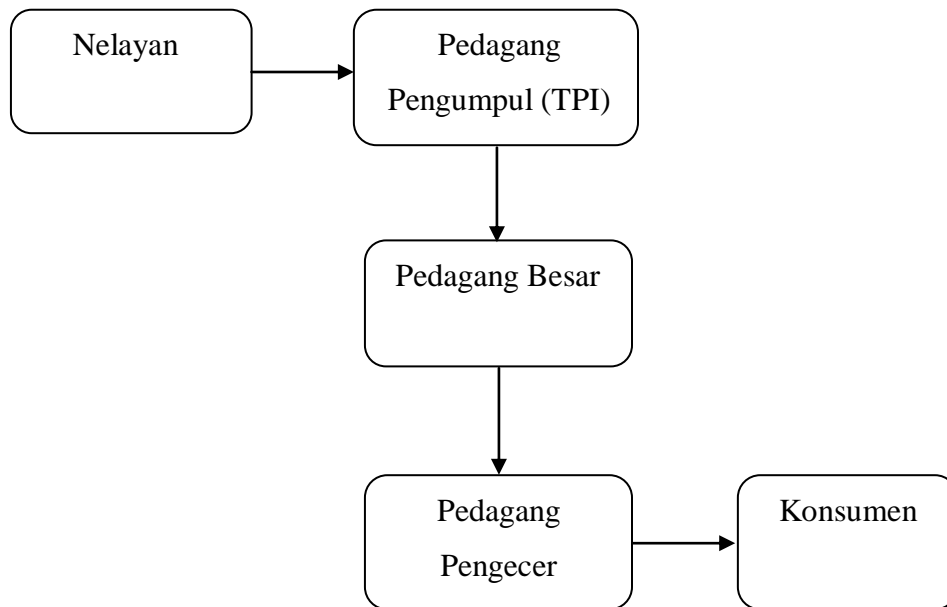 Nelayan
Pedagang
Pengumpul (TPI)
Pedagang Besar
Pedagang
Pengecer
Konsumen